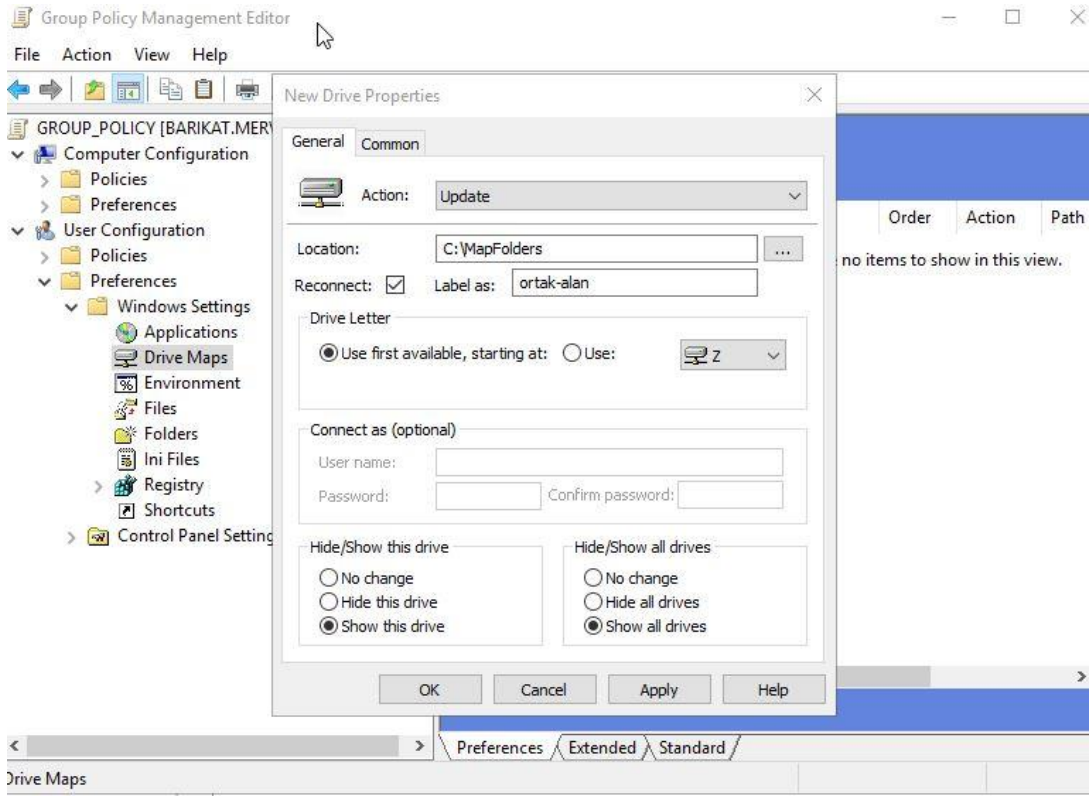 Group Policy Management Editor
File Action View Help
New Drive Properties
GROUP_POLICY [BARIKAT.MER
Computer Configuration
Policies
Preferences
User Configuration
Policies
Preferences
Windows Settings
Applications
Drive Maps
Environment
Files
Folders
Ini Files
Registry
Shortcuts
Control Panel Setting
General Common
Action: Update
Location: C:\MapFolders ...
Reconnect: Label as: ortak-alan
Drive Letter
Use first available, starting at: Use: Z
Connect as (optional)
User name:
Password: Confirm password:
Hide/Show this drive
No change
Hide this drive
Show this drive
Hide/Show all drives
No change
Hide all drives
Show all drives
OK Cancel Apply Help
Order Action Path
no items to show in this view.
Preferences Extended Standard
Drive Maps